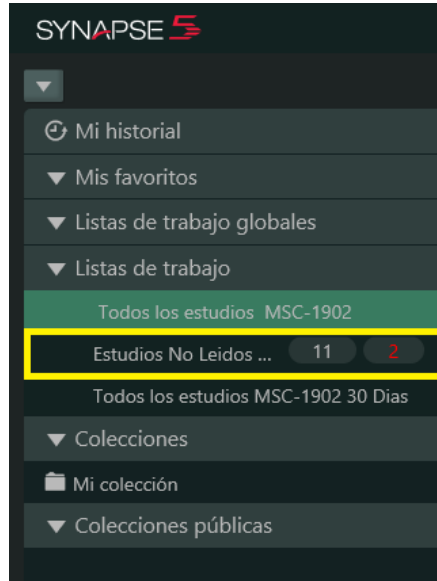 SYNAPSE 5
Mi historial
Mis favoritos
Listas de trabajo globales
Listas de trabajo
Todos los estudios MSC-1902
Estudios No Leidos ... 11 2
Todos los estudios MSC-1902 30 Dias
Colecciones
Mi colección
Colecciones públicas